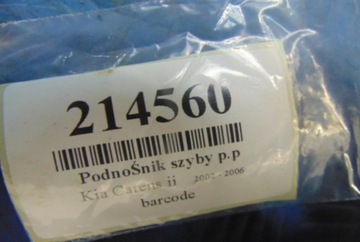 214560
PodnoŚnik szyby p.p
Kia Carens ii 2002 - 2006
barcode